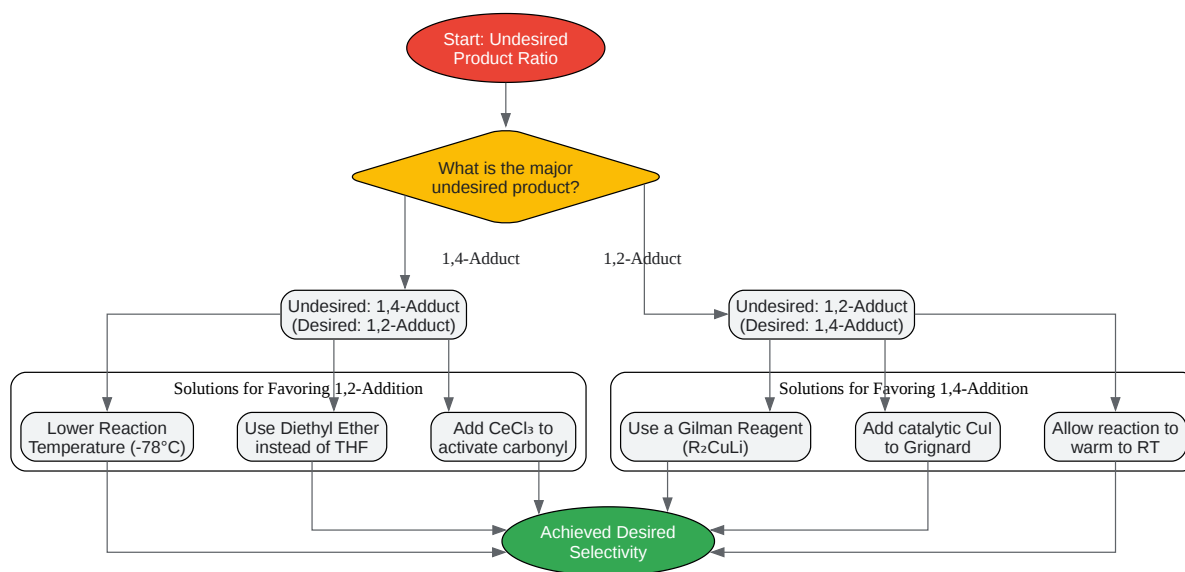 Start: Undesired
Product Ratio
What is the major
undesired product?
1,4-Adduct
1,2-Adduct
Undesired: 1,4-Adduct
(Desired: 1,2-Adduct)
Undesired: 1,2-Adduct
(Desired: 1,4-Adduct)
Solutions for Favoring 1,2-Addition
Lower Reaction
Temperature (-78°C)
Use Diethyl Ether
instead of THF
Add CeCl₃ to
activate carbonyl
Solutions for Favoring 1,4-Addition
Use a Gilman Reagent
(R₂CuLi)
Add catalytic CuI
to Grignard
Allow reaction to
warm to RT
Achieved Desired
Selectivity